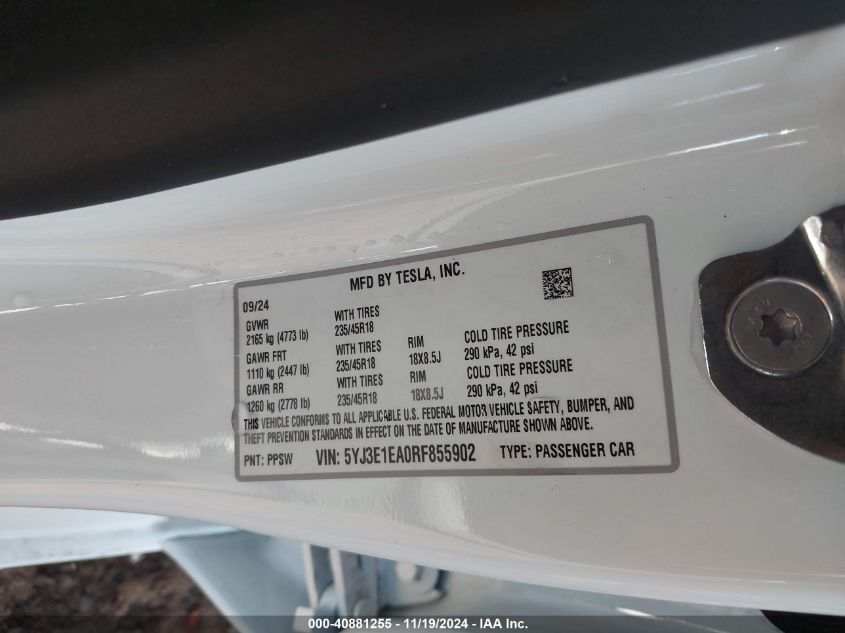 MFD BY TESLA, INC.
09/24
GVWR WITH TIRES
2165 kg (4773 lb) 235/45R18
GAWR FRT WITH TIRES RIM COLD TIRE PRESSURE
1110 kg (2447 lb) 235/45R18 18X8.5J 290 kPa, 42 psi
GAWR RR WITH TIRES RIM COLD TIRE PRESSURE
1260 kg (2778 lb) 235/45R18 18X8.5J 290 kPa, 42 psi
THIS VEHICLE CONFORMS TO ALL APPLICABLE U.S. FEDERAL MOTOR VEHICLE SAFETY, BUMPER, AND
THEFT PREVENTION STANDARDS IN EFFECT ON THE DATE OF MANUFACTURE SHOWN ABOVE.
PNT: PPSW VIN: 5YJ3E1EA0RF855902 TYPE: PASSENGER CAR
000-40881255 - 11/19/2024 - IAA Inc.